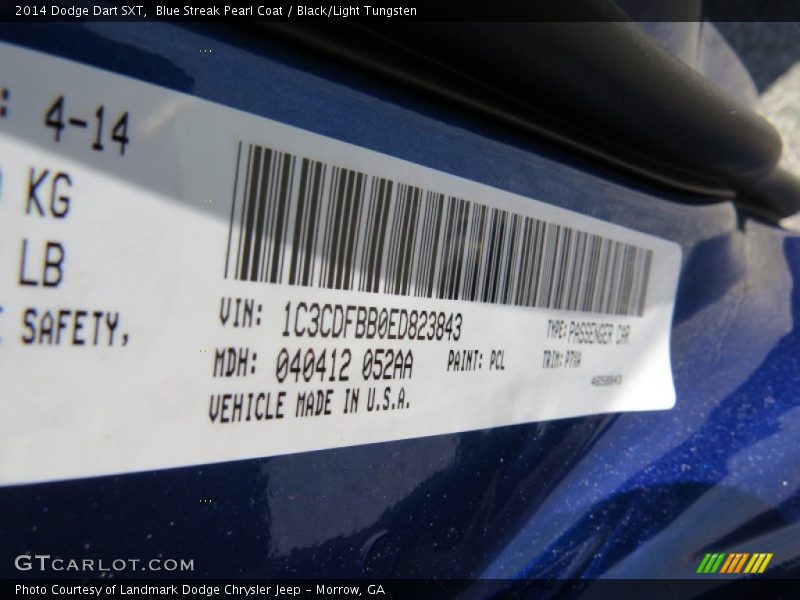 2014 Dodge Dart SXT, Blue Streak Pearl Coat / Black/Light Tungsten
: 4-14
KG
LB
SAFETY,
VIN: 1C3CDFBB0ED823843
TYPE: PASSENGER CAR
MDH: 040412 052AA
PAINT: PCL
TRIM:
VEHICLE MADE IN U.S.A.
GTCARLOT.COM
Photo Courtesy of Landmark Dodge Chrysler Jeep - Morrow, GA